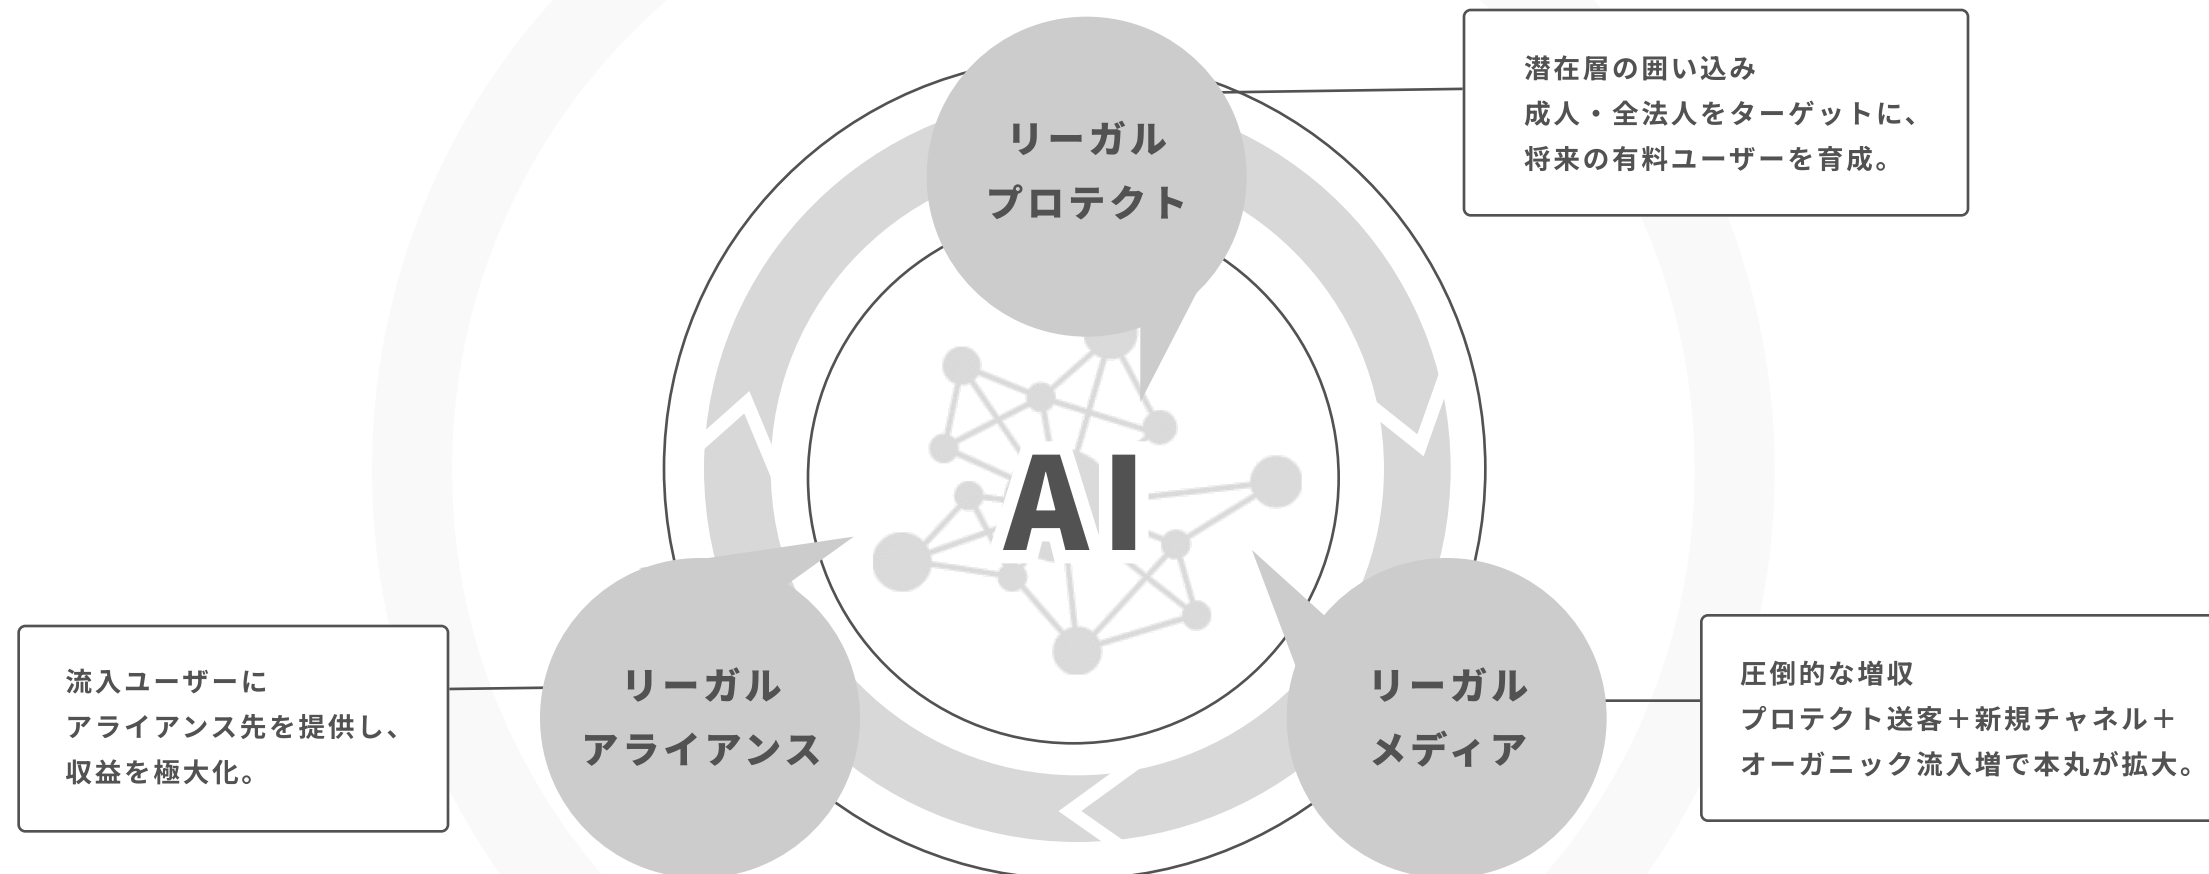 リーガル
プロテクト
潜在層の囲い込み
成人・全法人をターゲットに、
将来の有料ユーザーを育成。
AI
流入ユーザーに
アライアンス先を提供し、
収益を極大化。
リーガル
アライアンス
リーガル
メディア
圧倒的な増収
プロテクト送客＋新規チャネル＋
オーガニック流入増で本丸が拡大。